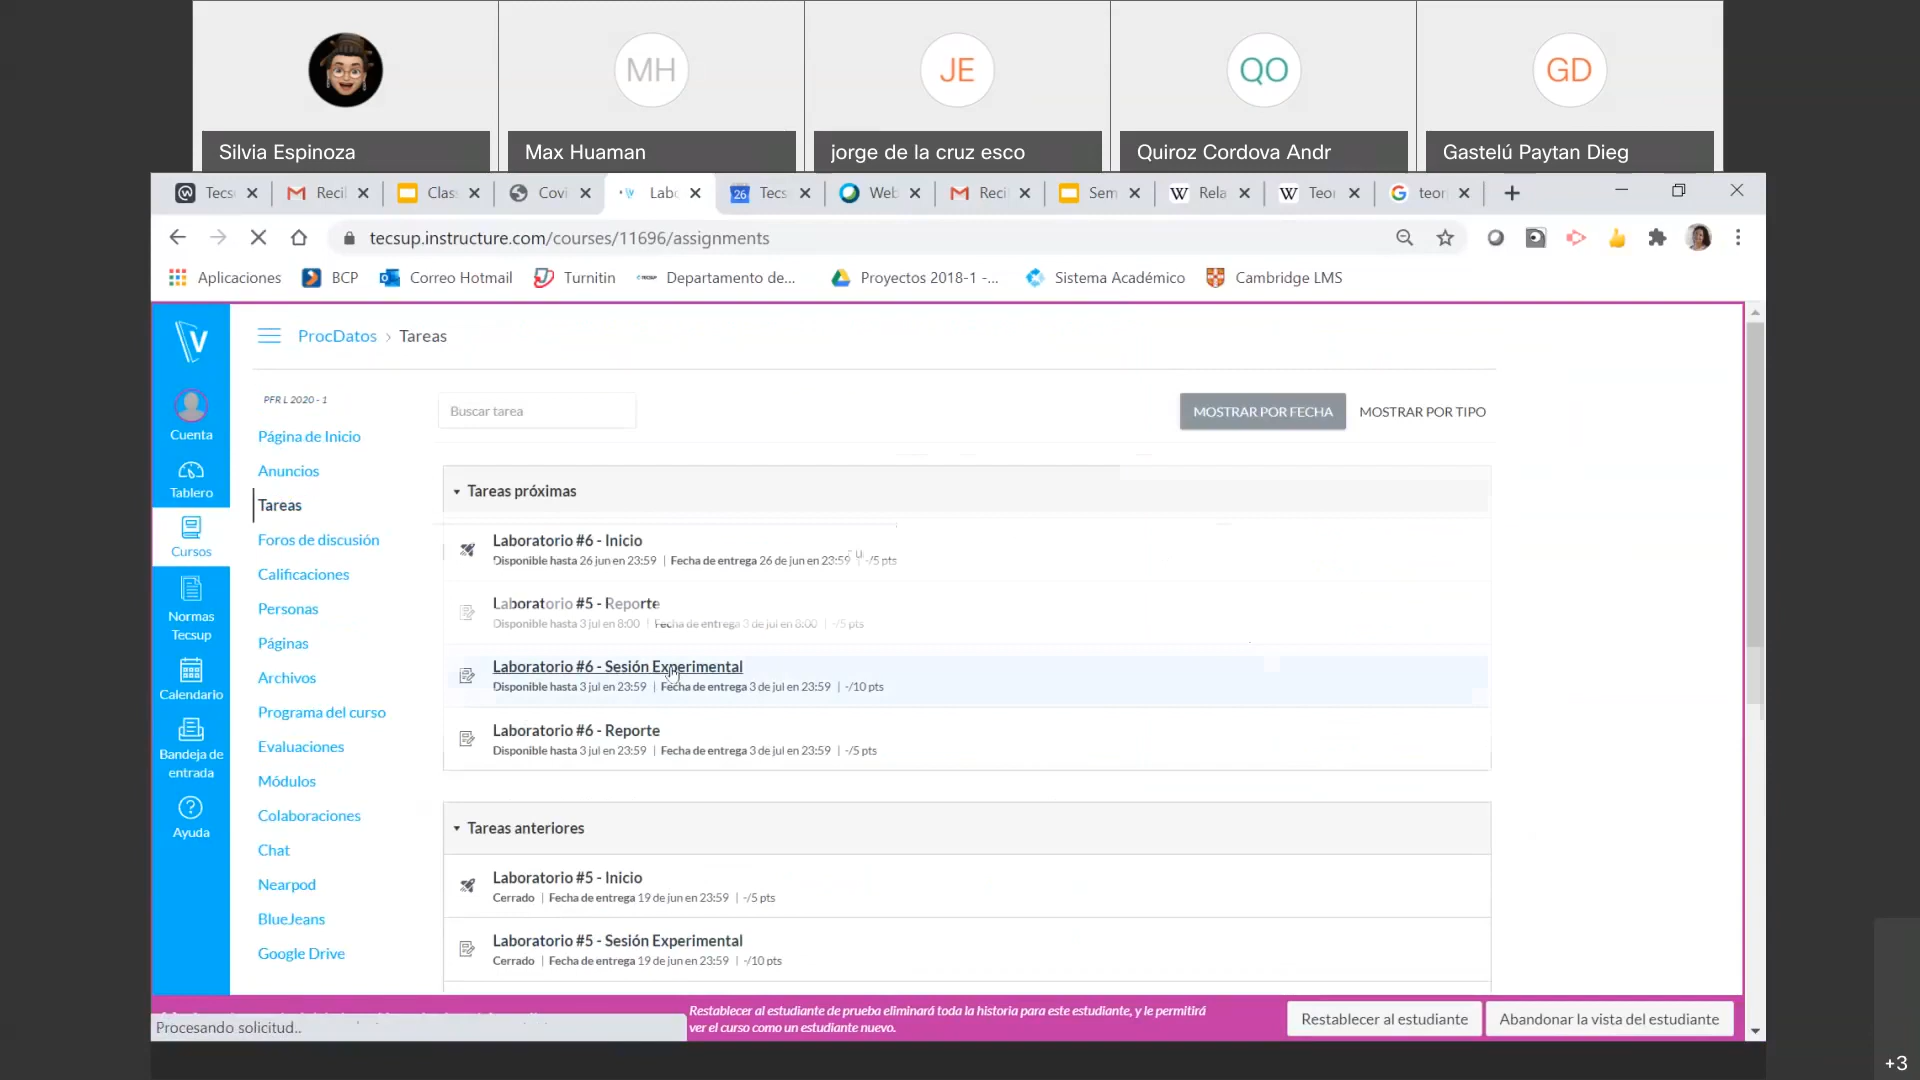 MH
JE
QO
GD
Silvia Espinoza
Max Huaman
jorge de la cruz esco
Quiroz Cordova Andr
Gastelú Paytan Dieg
Tecs
Recil
Clas
Covi
Lab
26
Tecs
Web
Reci
Sem
Rela
Teor
teor
tecsup.instructure.com/courses/11696/assignments
Aplicaciones
BCP
Correo Hotmail
Turnitin
Departamento de...
Proyectos 2018-1 -...
Sistema Académico
Cambridge LMS
ProcDatos › Tareas
PFR L 2020 - 1
Buscar tarea
MOSTRAR POR FECHA
MOSTRAR POR TIPO
Cuenta
Tablero
Cursos
Normas
Tecsup
Calendario
Bandeja de
entrada
Ayuda
Página de Inicio
Anuncios
Tareas
Foros de discusión
Calificaciones
Personas
Páginas
Archivos
Programa del curso
Evaluaciones
Módulos
Colaboraciones
Chat
Nearpod
BlueJeans
Google Drive
Tareas próximas
Laboratorio #6 - Inicio
Disponible hasta 26 jun en 23:59 | Fecha de entrega 26 de jun en 23:59 | -/5 pts
Laboratorio #5 - Reporte
Disponible hasta 3 jul en 8:00 | Fecha de entrega 3 de jul en 8:00 | -/5 pts
Laboratorio #6 - Sesión Experimental
Disponible hasta 3 jul en 23:59 | Fecha de entrega 3 de jul en 23:59 | -/10 pts
Laboratorio #6 - Reporte
Disponible hasta 3 jul en 23:59 | Fecha de entrega 3 de jul en 23:59 | -/5 pts
Tareas anteriores
Laboratorio #5 - Inicio
Cerrado | Fecha de entrega 19 de jun en 23:59 | -/5 pts
Laboratorio #5 - Sesión Experimental
Cerrado | Fecha de entrega 19 de jun en 23:59 | -/10 pts
Procesando solicitud..
Restablecer al estudiante de prueba eliminará toda la historia para este estudiante, y le permitirá
ver el curso como un estudiante nuevo.
Restablecer al estudiante
Abandonar la vista del estudiante
+3